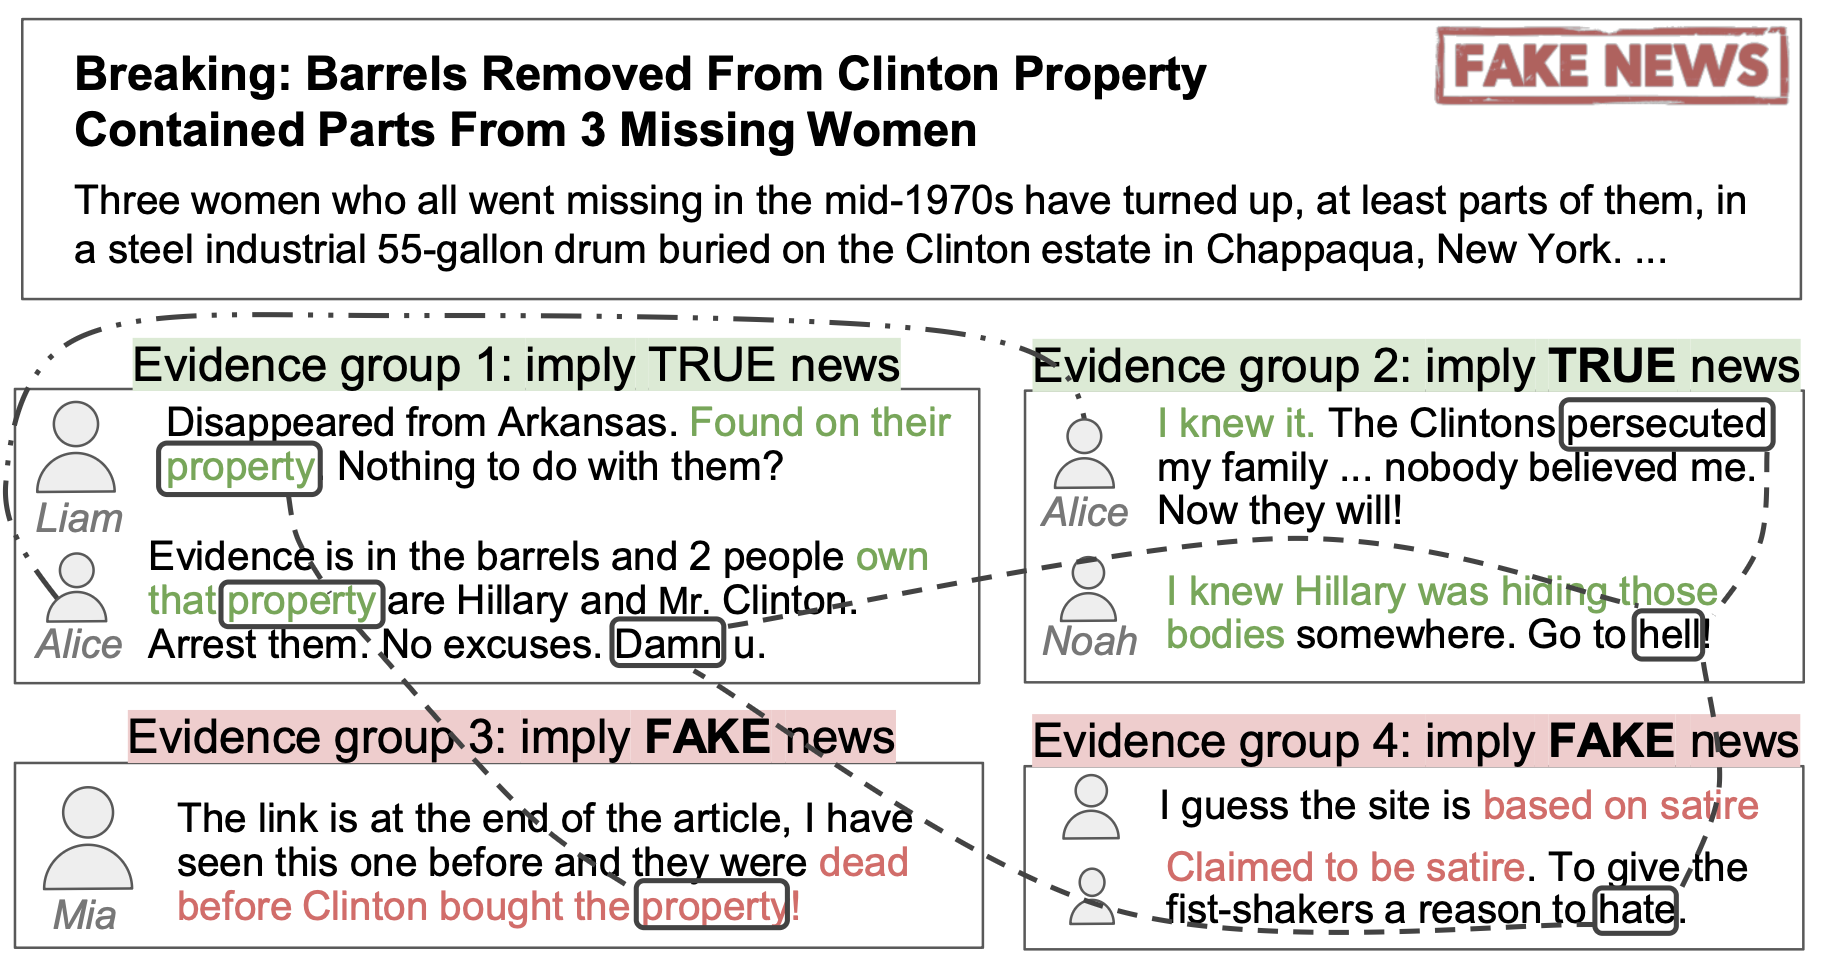 FAKE NEWS
Breaking: Barrels Removed From Clinton Property
Contained Parts From 3 Missing Women
Three women who all went missing in the mid-1970s have turned up, at least parts of them, in
a steel industrial 55-gallon drum buried on the Clinton estate in Chappaqua, New York. ...
Evidence group 1: imply TRUE news
Disappeared from Arkansas. Found on their
property. Nothing to do with them?
Liam
Evidence is in the barrels and 2 people own
that property are Hillary and Mr. Clinton.
Arrest them. No excuses. Damn u.
Alice
Evidence group 2: imply TRUE news
I knew it. The Clintons persecuted
my family ... nobody believed me.
Now they will!
Alice
I knew Hillary was hiding those
bodies somewhere. Go to hell!
Noah
Evidence group 3: imply FAKE news
The link is at the end of the article, I have
seen this one before and they were dead
before Clinton bought the property!
Mia
Evidence group 4: imply FAKE news
I guess the site is based on satire
Claimed to be satire. To give the
fist-shakers a reason to hate.